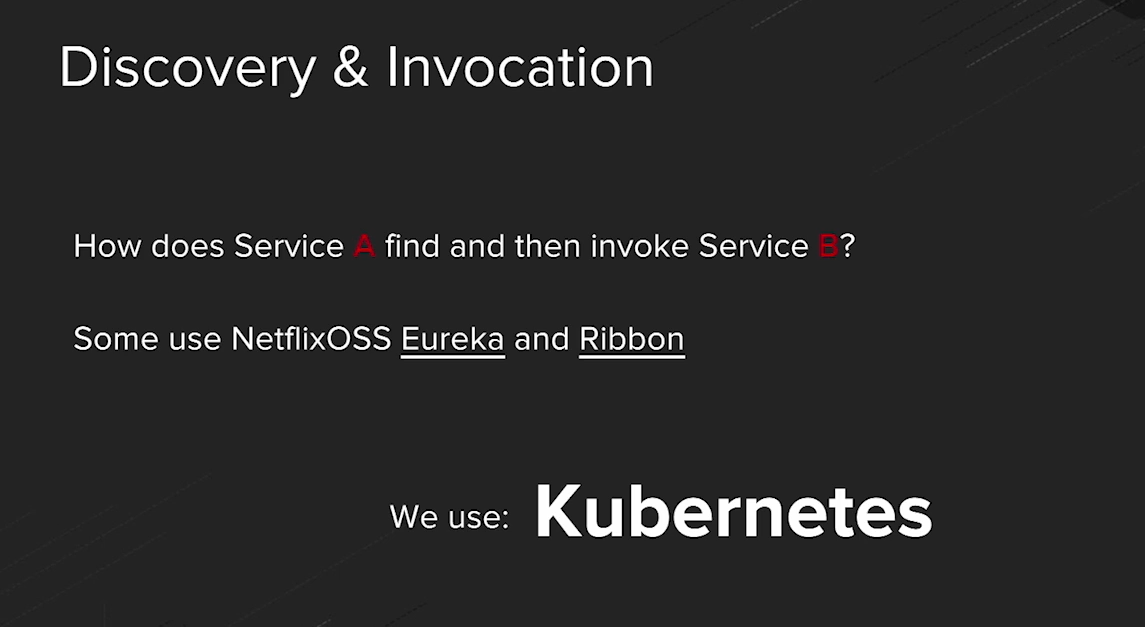 Discovery & Invocation
How does Service A find and then invoke Service B?
Some use NetflixOSS Eureka and Ribbon
We use: Kubernetes